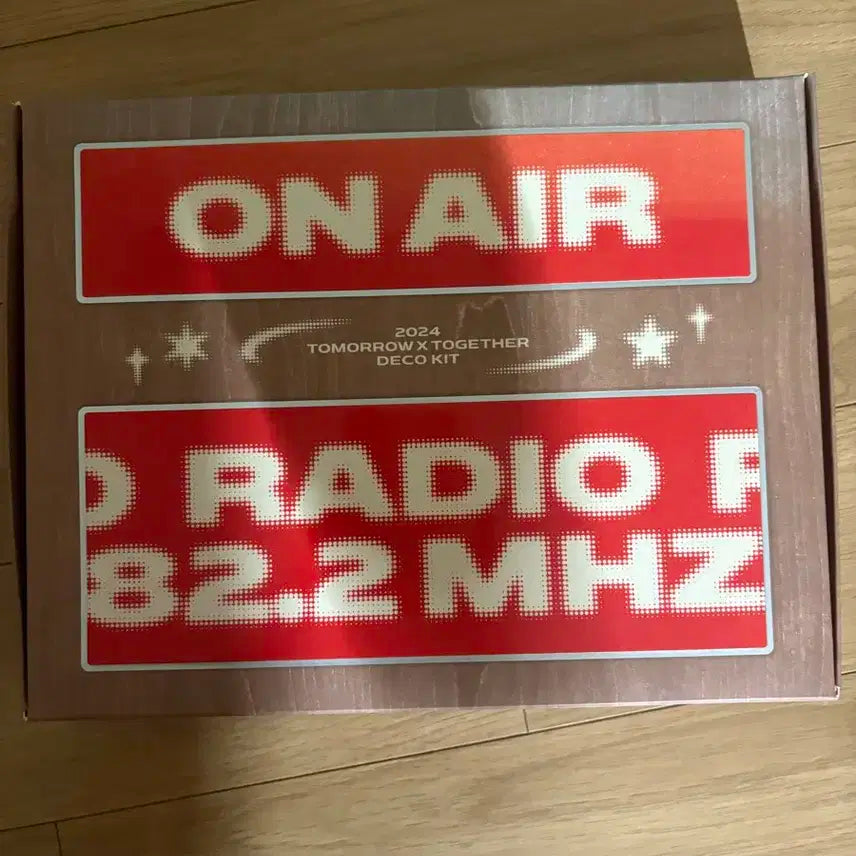 ON AIR
2024
TOMORROW X TOGETHER
DECO KIT
O RADIO R
82.2 MHZ